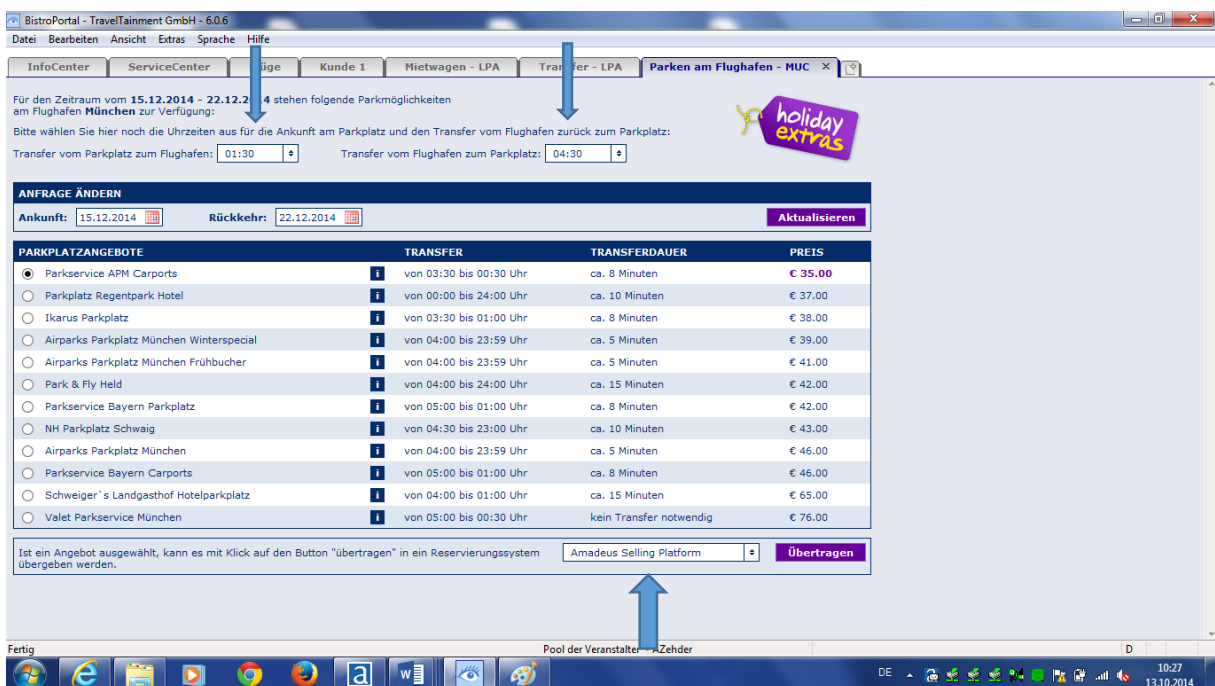 BistroPortal - TravelTainment GmbH - 6.0.6
Datei Bearbeiten Ansicht Extras Sprache Hilfe
InfoCenter ServiceCenter Kunde 1 Mietwagen - LPA LPA Parken am Flughafen - MUC
Für den Zeitraum vom 15.12.2014 - 22.12.2014 stehen folgende Parkmöglichkeiten
am Flughafen München zur Verfügung:
holiday
extras
Bitte wählen Sie hier noch die Uhrzeiten aus für die Ankunft am Parkplatz und den Transfer vom Flughafen zurück zum Parkplatz:
Transfer vom Parkplatz zum Flughafen: 01:30 Transfer vom Flughafen zum Parkplatz: 04:30
ANFRAGE ÄNDERN
Ankunft: 15.12.2014 Rückkehr: 22.12.2014 Aktualisieren
PARKPLATZANGEBOTE TRANSFER TRANSFERDAUER PREIS
Parkservice APM Carports i von 03:30 bis 00:30 Uhr ca. 8 Minuten € 35.00
Parkplatz Regentpark Hotel i von 00:00 bis 24:00 Uhr ca. 10 Minuten € 37.00
Ikarus Parkplatz i von 03:30 bis 01:00 Uhr ca. 8 Minuten € 38.00
Airparks Parkplatz München Winterspecial i von 04:00 bis 23:59 Uhr ca. 5 Minuten € 39.00
Airparks Parkplatz München Frühbucher i von 04:00 bis 23:59 Uhr ca. 5 Minuten € 41.00
Park & Fly Held i von 04:00 bis 24:00 Uhr ca. 15 Minuten € 42.00
Parkservice Bayern Parkplatz i von 05:00 bis 01:00 Uhr ca. 8 Minuten € 42.00
NH Parkplatz Schwaig i von 04:30 bis 23:00 Uhr ca. 10 Minuten € 43.00
Airparks Parkplatz München i von 04:00 bis 23:59 Uhr ca. 5 Minuten € 46.00
Parkservice Bayern Carports i von 05:00 bis 01:00 Uhr ca. 8 Minuten € 46.00
Schweiger`s Landgasthof Hotelparkplatz i von 04:00 bis 01:00 Uhr ca. 15 Minuten € 65.00
Valet Parkservice München i von 05:00 bis 00:30 Uhr kein Transfer notwendig € 76.00
Ist ein Angebot ausgewählt, kann es mit Klick auf den Button "übertragen" in ein Reservierungssystem
übergeben werden.
Amadeus Selling Platform Übertragen
Fertig Pool der Veranstalter AZehder D
DE 10:27
13.10.2014